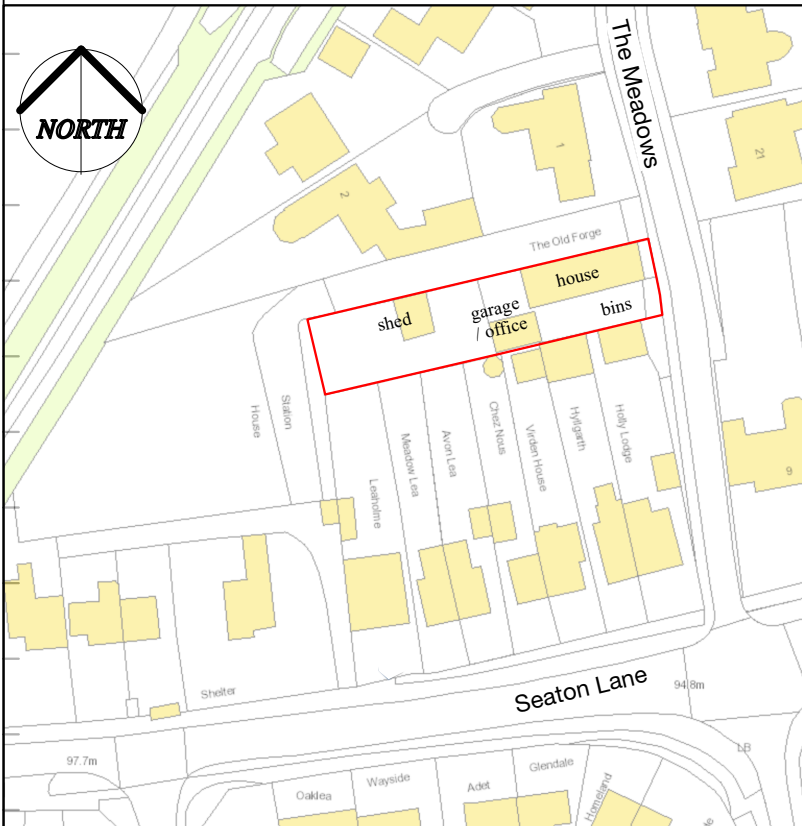 The Meadows
NORTH
1
21
2
The Old Forge
house
shed
garage
/ office
bins
House
Station
Leaholme
Meadow Lea
Avon Lea
Chez Nous
Virden House
Hyfigarth
Holly Lodge
9
Shelter
Seaton Lane
94.8m
97.7m
LB
Oaklea
Wayside
Adet
Glendale
Homeland